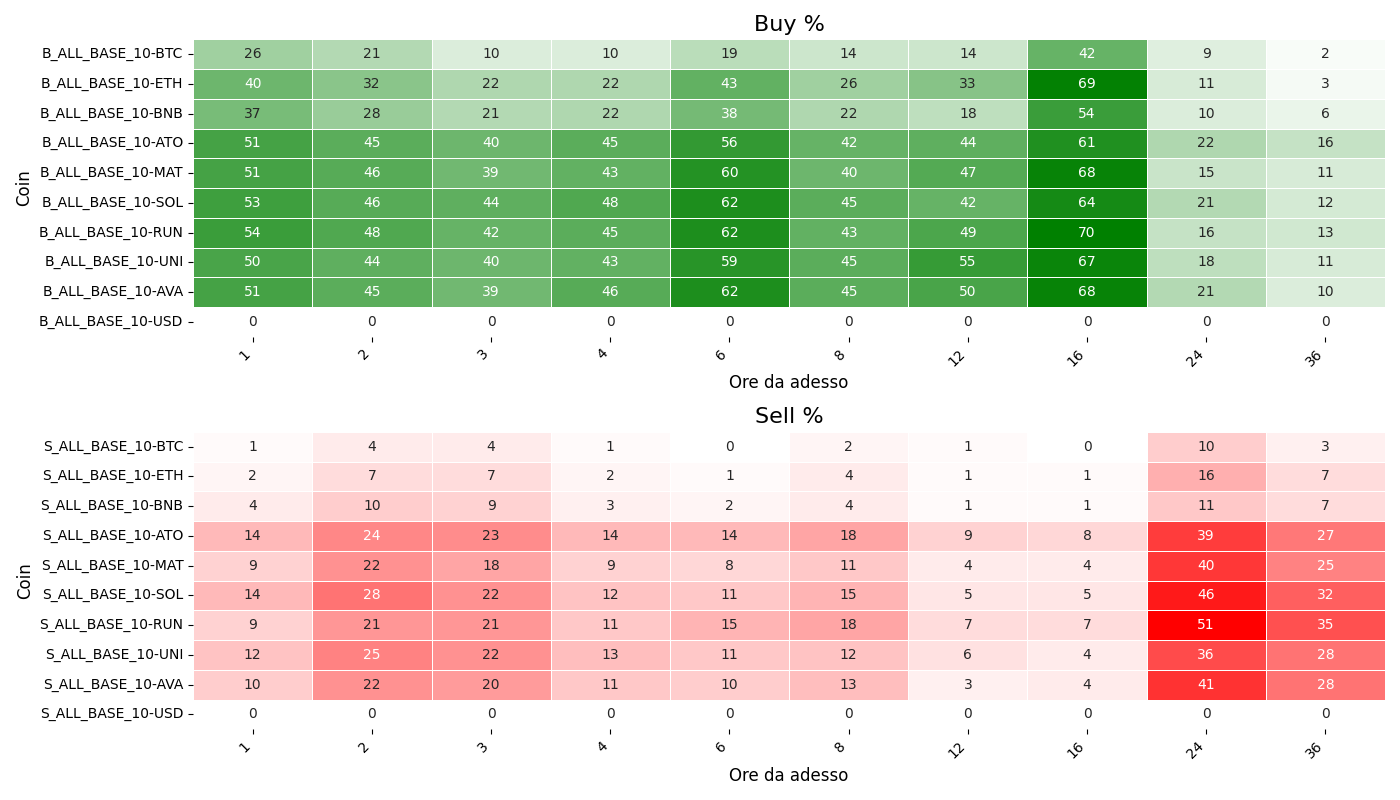 Buy %
B_ALL_BASE_10-BTC 26 21 10 10 19 14 14 42 9 2
B_ALL_BASE_10-ETH 40 32 22 22 43 26 33 69 11 3
B_ALL_BASE_10-BNB 37 28 21 22 38 22 18 54 10 6
B_ALL_BASE_10-ATO 51 45 40 45 56 42 44 61 22 16
B_ALL_BASE_10-MAT 51 46 39 43 60 40 47 68 15 11
B_ALL_BASE_10-SOL 53 46 44 48 62 45 42 64 21 12
B_ALL_BASE_10-RUN 54 48 42 45 62 43 49 70 16 13
B_ALL_BASE_10-UNI 50 44 40 43 59 45 55 67 18 11
B_ALL_BASE_10-AVA 51 45 39 46 62 45 50 68 21 10
B_ALL_BASE_10-USD 0 0 0 0 0 0 0 0 0 0
Coin
1 2 3 4 6 8 12 16 24 36
Ore da adesso
Sell %
S_ALL_BASE_10-BTC 1 4 4 1 0 2 1 0 10 3
S_ALL_BASE_10-ETH 2 7 7 2 1 4 1 1 16 7
S_ALL_BASE_10-BNB 4 10 9 3 2 4 1 1 11 7
S_ALL_BASE_10-ATO 14 24 23 14 14 18 9 8 39 27
S_ALL_BASE_10-MAT 9 22 18 9 8 11 4 4 40 25
S_ALL_BASE_10-SOL 14 28 22 12 11 15 5 5 46 32
S_ALL_BASE_10-RUN 9 21 21 11 15 18 7 7 51 35
S_ALL_BASE_10-UNI 12 25 22 13 11 12 6 4 36 28
S_ALL_BASE_10-AVA 10 22 20 11 10 13 3 4 41 28
S_ALL_BASE_10-USD 0 0 0 0 0 0 0 0 0 0
Coin
1 2 3 4 6 8 12 16 24 36
Ore da adesso